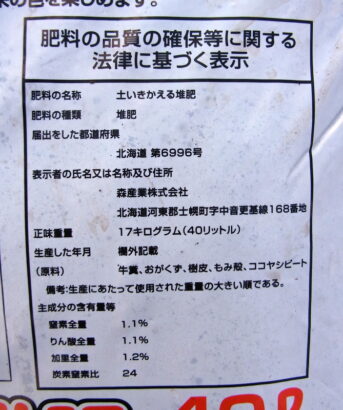 肥料の品質の確保等に関する
法律に基づく表示
肥料の名称　土いきかえる堆肥
肥料の種類　堆肥
届出をした都道府県
北海道 第6996号
表示者の氏名又は名称及び住所
森産業株式会社
北海道河東郡士幌町字中音更基線168番地
正味重量　17キログラム（40リットル）
生産した年月　欄外記載
（原料）　牛糞、おがくず、樹皮、もみ殻、ココヤシピート
備考：生産にあたって使用された重量の大きい順である。
主成分の含有量等
窒素全量　1.1%
りん酸全量　1.1%
加里全量　1.2%
炭素窒素比　24